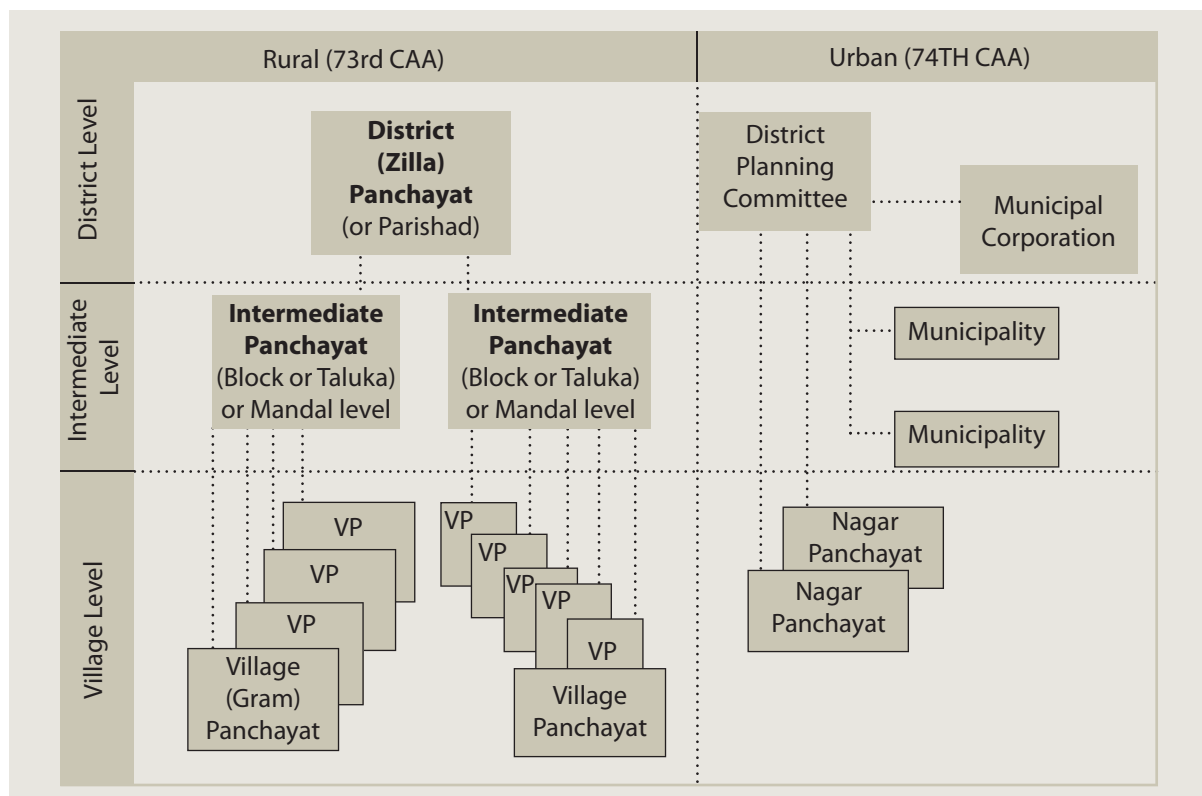 Rural (73rd CAA)
Urban (74TH CAA)
District Level
District
(Zilla)
Panchayat
(or Parishad)
District
Planning
Committee
Municipal
Corporation
Intermediate
Level
Intermediate
Panchayat
(Block or Taluka)
or Mandal level
Intermediate
Panchayat
(Block or Taluka)
or Mandal level
Municipality
Municipality
Village Level
VP
VP
VP
Village
(Gram)
Panchayat
VP
VP
VP
VP
VP
Village
Panchayat
Nagar
Panchayat
Nagar
Panchayat